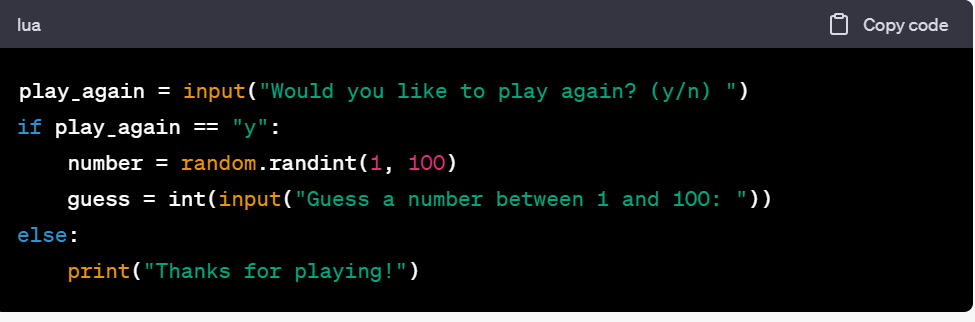 lua
Copy code
play_again = input("Would you like to play again? (y/n) ")
if play_again == "y":
    number = random.randint(1, 100)
    guess = int(input("Guess a number between 1 and 100: "))
else:
    print("Thanks for playing!")